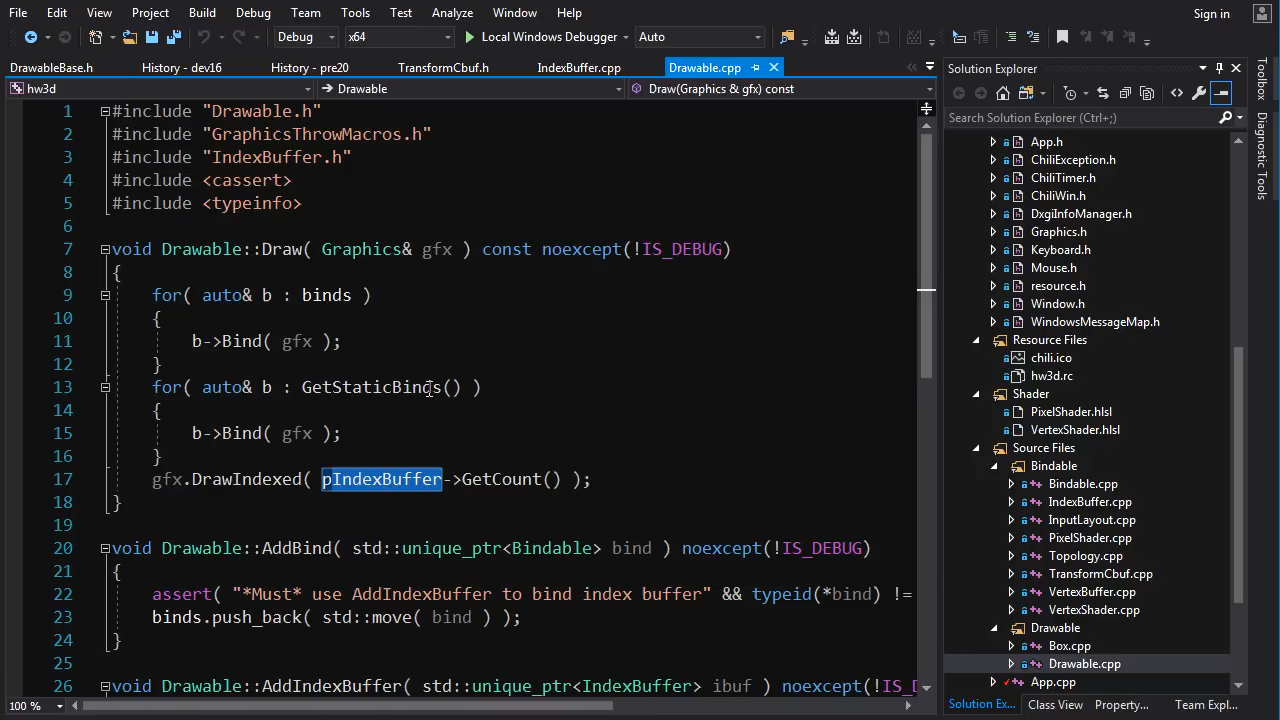 File Edit View Project Build Debug Team Tools Test Analyze Window Help Sign in
Debug x64 Local Windows Debugger Auto
DrawableBase.h History - dev16 History - pre20 TransformCbuf.h IndexBuffer.cpp Drawable.cpp
hw3d Drawable Draw(Graphics & gfx) const
1 #include "Drawable.h"
2 #include "GraphicsThrowMacros.h"
3 #include "IndexBuffer.h"
4 #include <cassert>
5 #include <typeinfo>
6
7 void Drawable::Draw( Graphics& gfx ) const noexcept(!IS_DEBUG)
8 {
9 for( auto& b : binds )
10 {
11 b->Bind( gfx );
12 }
13 for( auto& b : GetStaticBinds() )
14 {
15 b->Bind( gfx );
16 }
17 gfx.DrawIndexed( pIndexBuffer->GetCount() );
18 }
19
20 void Drawable::AddBind( std::unique_ptr<Bindable> bind ) noexcept(!IS_DEBUG)
21 {
22 assert( "*Must* use AddIndexBuffer to bind index buffer" && typeid(*bind) !=
23 binds.push_back( std::move( bind ) );
24 }
25
26 void Drawable::AddIndexBuffer( std::unique_ptr<IndexBuffer> ibuf ) noexcept(!IS_D
100 %
Solution Explorer
Search Solution Explorer (Ctrl+;)
App.h
ChiliException.h
ChiliTimer.h
ChiliWin.h
DxgiInfoManager.h
Graphics.h
Keyboard.h
Mouse.h
resource.h
Window.h
WindowsMessageMap.h
Resource Files
chili.ico
hw3d.rc
Shader
PixelShader.hlsl
VertexShader.hlsl
Source Files
Bindable
Bindable.cpp
IndexBuffer.cpp
InputLayout.cpp
PixelShader.cpp
Topology.cpp
TransformCbuf.cpp
VertexBuffer.cpp
VertexShader.cpp
Drawable
Box.cpp
Drawable.cpp
App.cpp
Solution Ex... Class View Property... Team Expl...
Toolbox
Diagnostic Tools